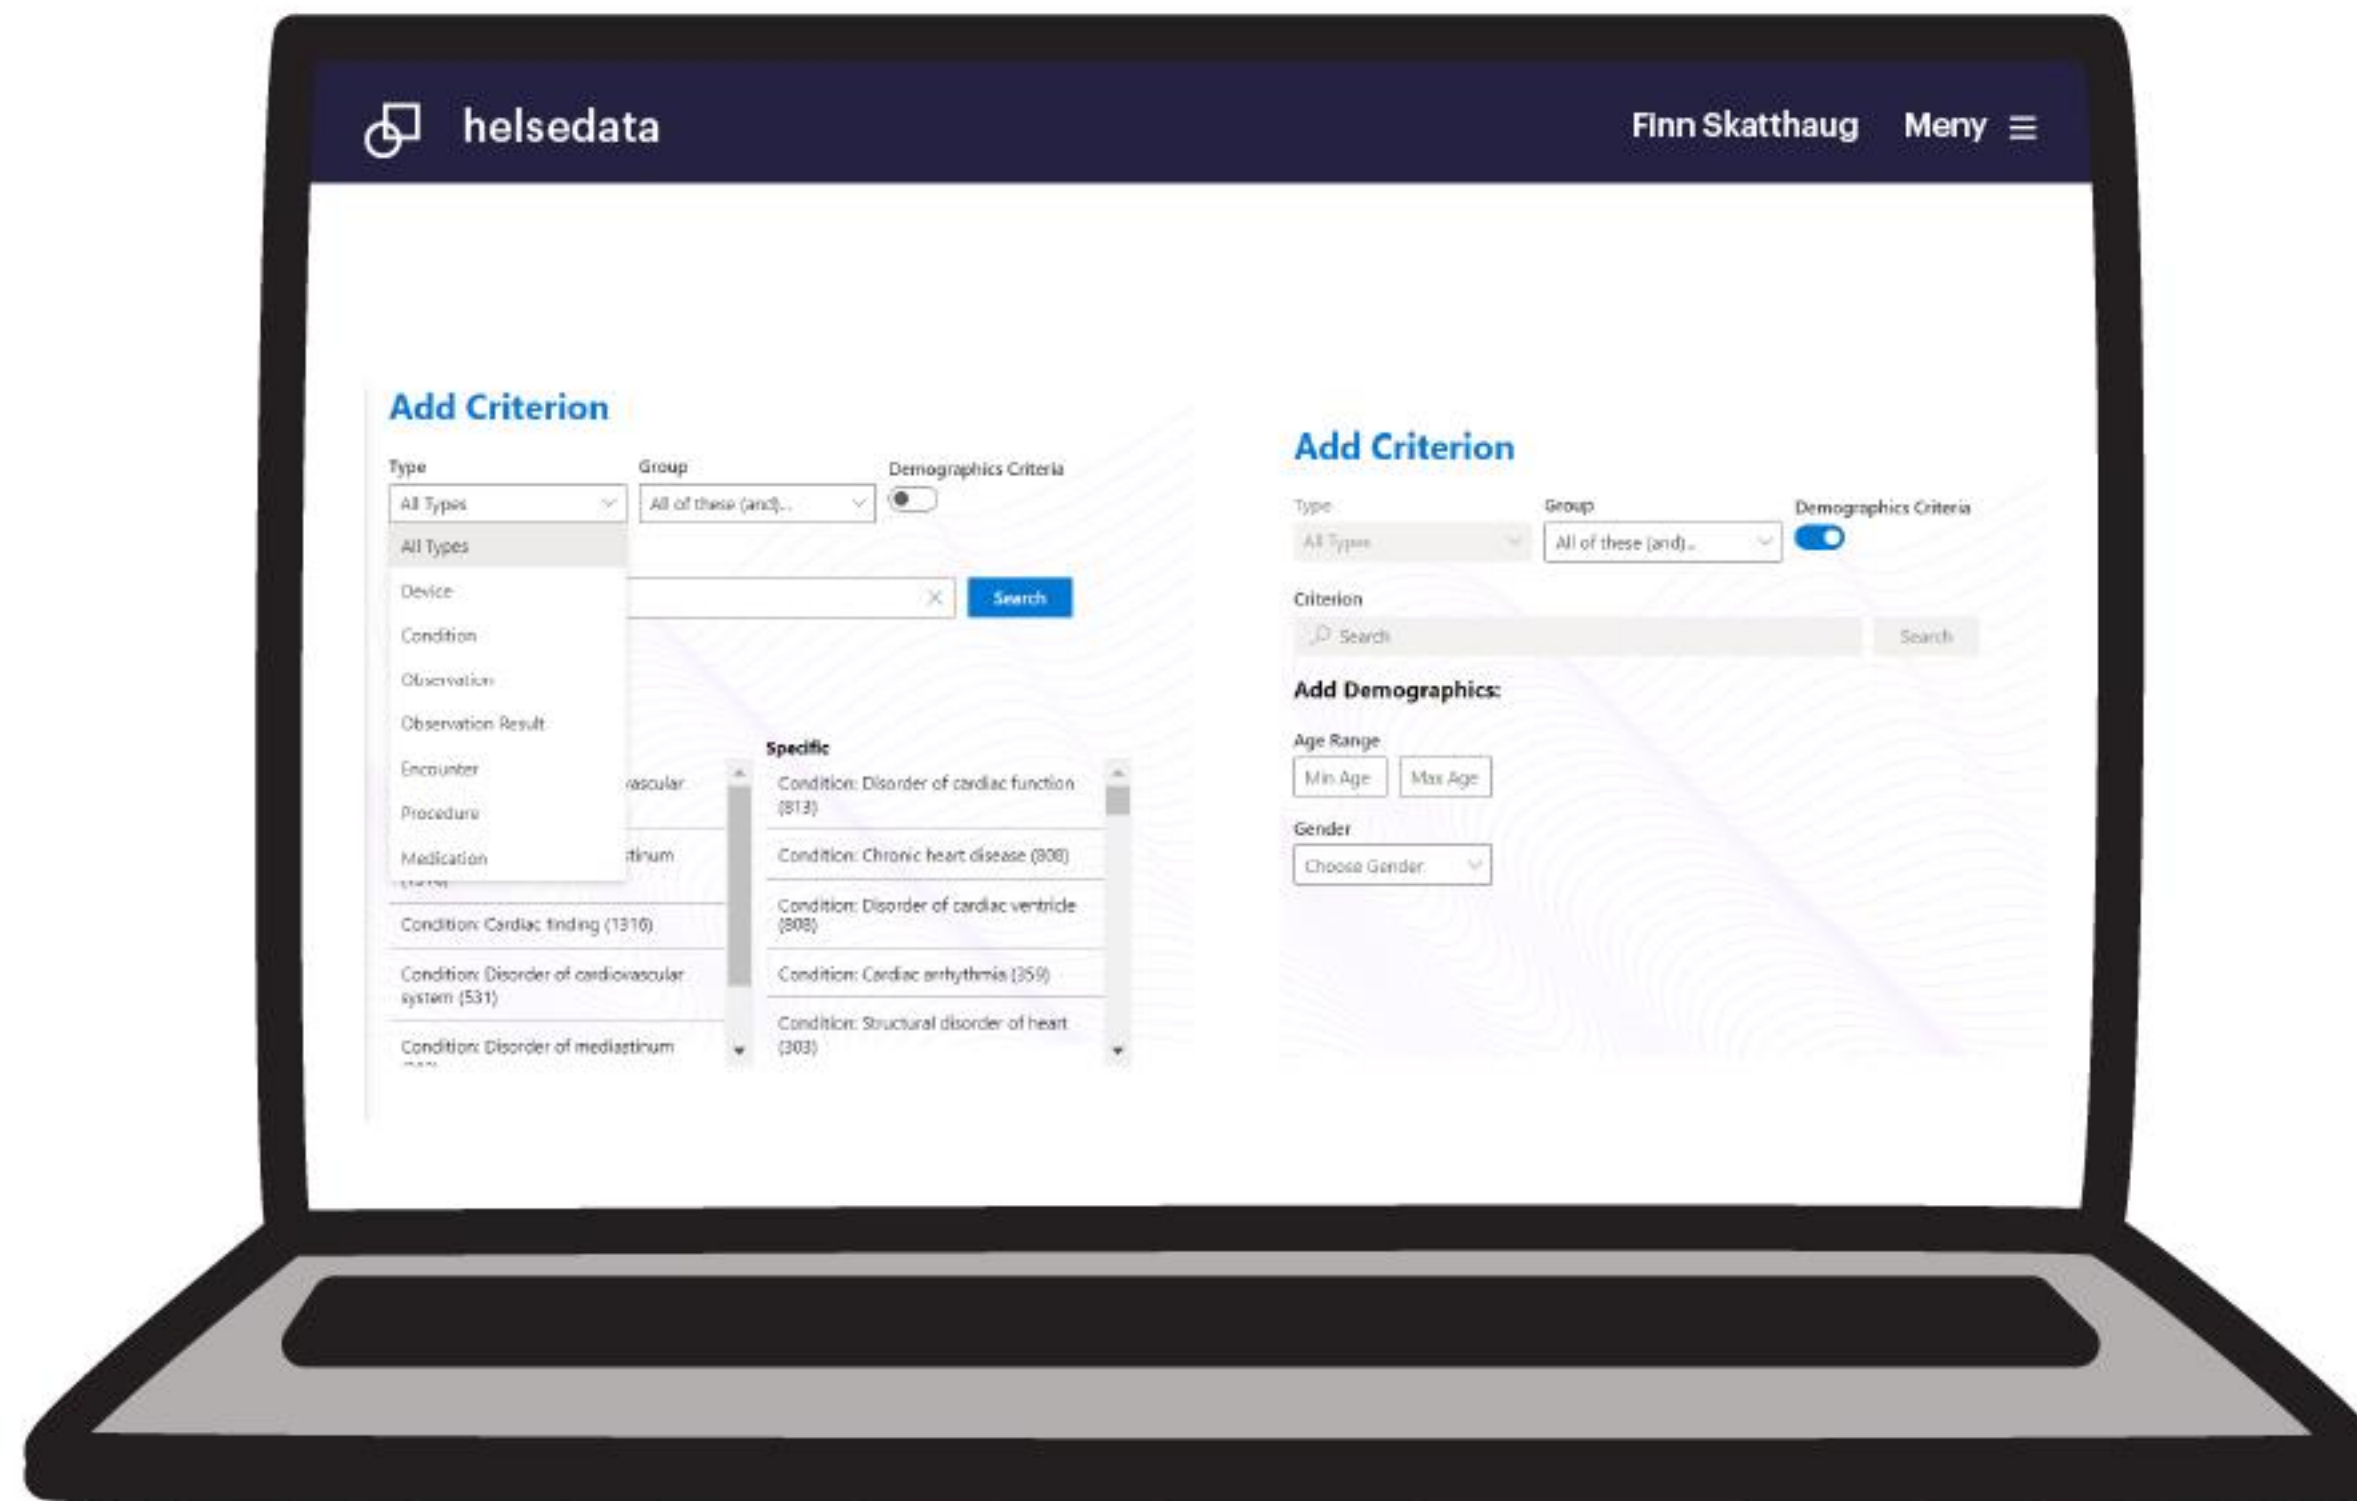 helsedata
Finn Skatthaug Meny
Add Criterion
Type Group Demographics Criteria
All Types All of these (and)...
All Types
Device
Search
Condition
Observation
Observation Result
Encounter
Procedure
Medication
vascular
tinum
Condition: Cardiac finding (1316)
Condition: Disorder of cardiovascular
system (531)
Condition: Disorder of mediastinum
Specific
Condition: Disorder of cardiac function
(813)
Condition: Chronic heart disease (808)
Condition: Disorder of cardiac ventricle
(808)
Condition: Cardiac arrhythmia (359)
Condition: Structural disorder of heart
(303)
Add Criterion
Type Group Demographics Criteria
All Types All of these (and)...
Criterion
Search Search
Add Demographics:
Age Range
Min Age Max Age
Gender
Choose Gender